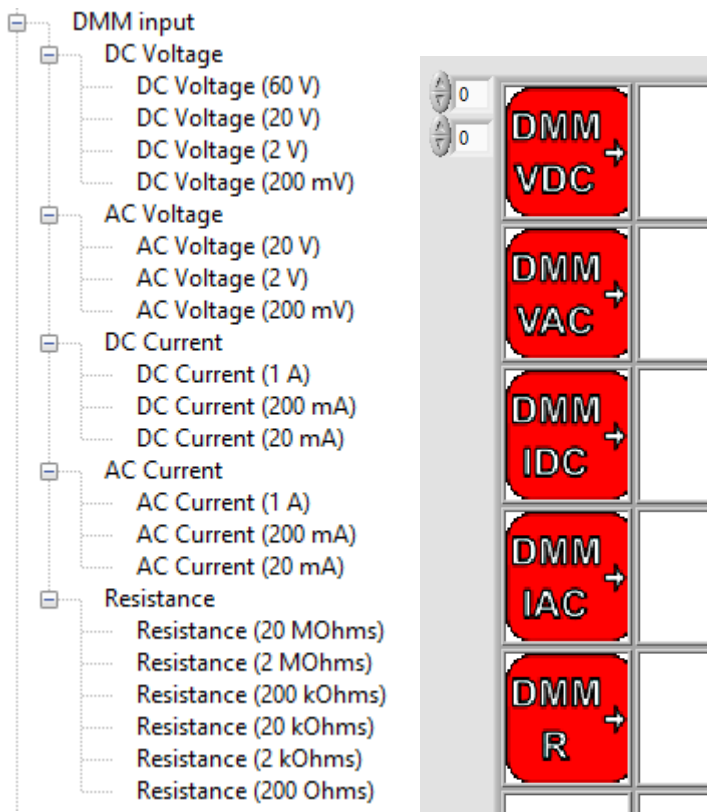 DMM input
DC Voltage
DC Voltage (60 V)
DC Voltage (20 V)
DC Voltage (2 V)
DC Voltage (200 mV)
AC Voltage
AC Voltage (20 V)
AC Voltage (2 V)
AC Voltage (200 mV)
DC Current
DC Current (1 A)
DC Current (200 mA)
DC Current (20 mA)
AC Current
AC Current (1 A)
AC Current (200 mA)
AC Current (20 mA)
Resistance
Resistance (20 MOhms)
Resistance (2 MOhms)
Resistance (200 kOhms)
Resistance (20 kOhms)
Resistance (2 kOhms)
Resistance (200 Ohms)
0
0
DMM
VDC
DMM
VAC
DMM
IDC
DMM
IAC
DMM
R